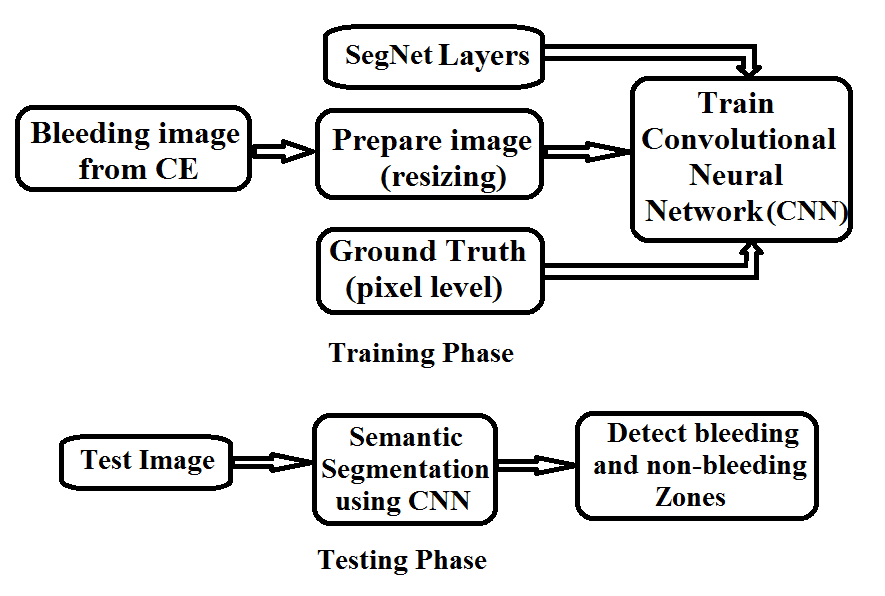 SegNet Layers
Bleeding image
from CE
Prepare image
(resizing)
Train
Convolutional
Neural
Network (CNN)
Ground Truth
(pixel level)
Training Phase
Test Image
Semantic
Segmentation
using CNN
Detect bleeding
and non-bleeding
Zones
Testing Phase